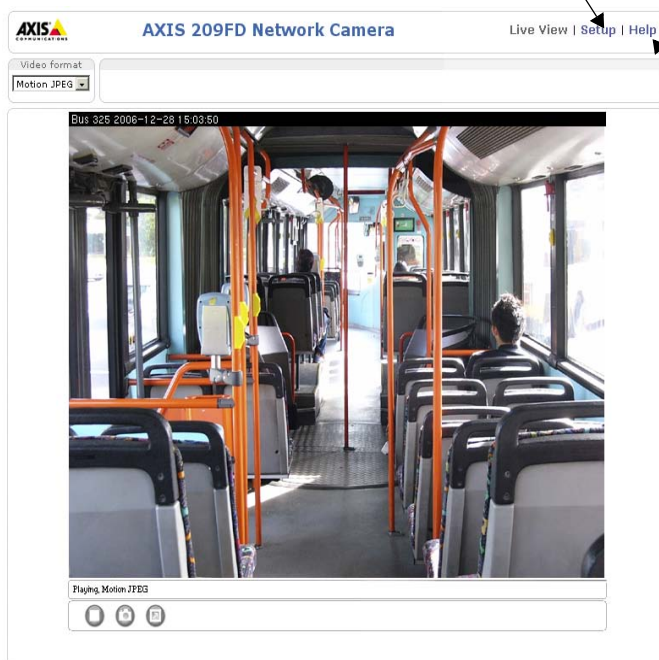 AXIS
COMMUNICATIONS
AXIS 209FD Network Camera
Live View | Setup | Help
Video format
Motion JPEG
Bus 325 2006-12-28 15:03:50
Playing, Motion JPEG